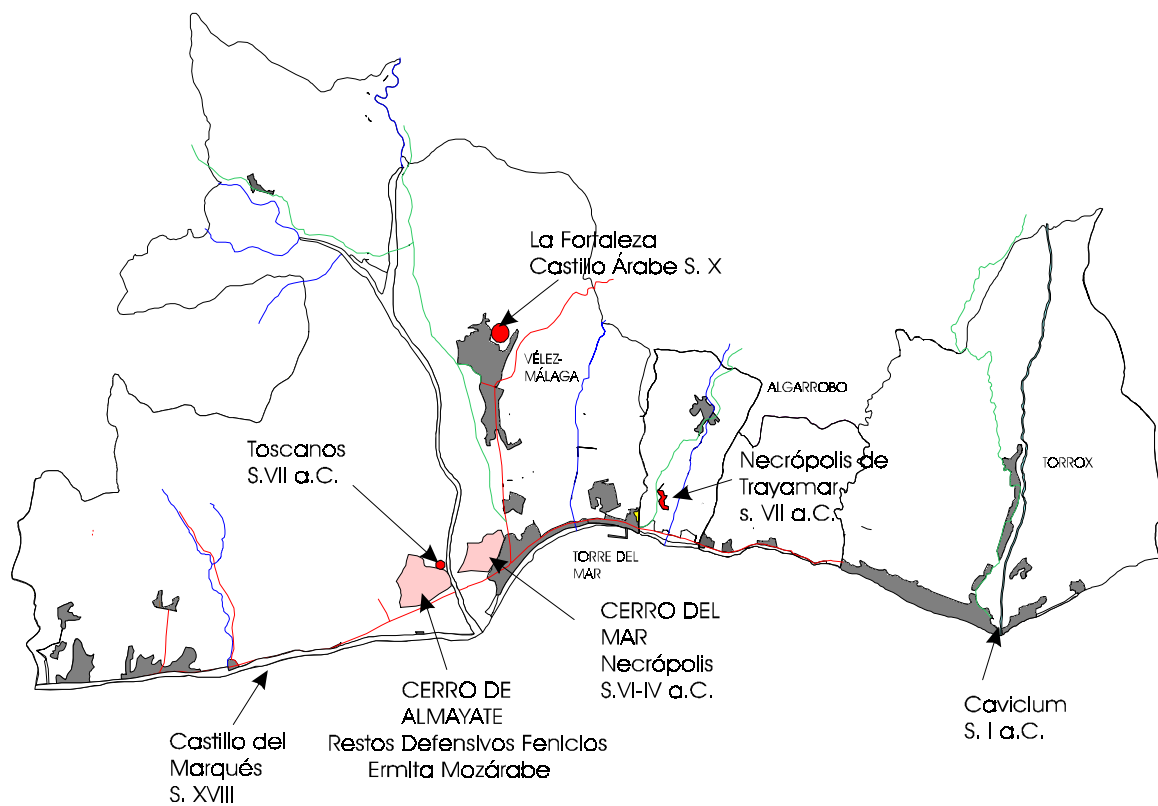 La Fortaleza
Castillo Árabe S. X
VÉLEZ-
MÁLAGA
ALGARROBO
Toscanos
S.VII a.C.
Necrópolis de
Trayamar
s. VII a.C.
TORROX
TORRE DEL
MAR
CERRO DEL
MAR
Necrópolis
S.VI-IV a.C.
CERRO DE
ALMAYATE
Restos Defensivos Fenicios
Ermita Mozárabe
Castillo del
Marqués
S. XVIII
Caviclum
S. I a.C.